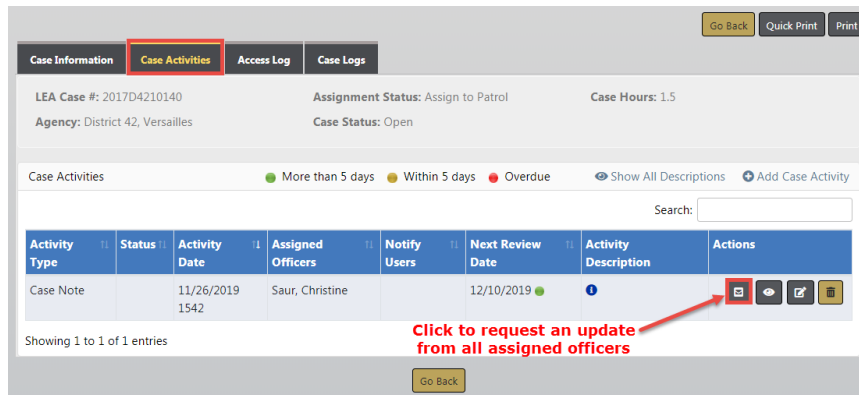 Go Back Quick Print Print
Case Information Case Activities Access Log Case Logs
LEA Case #: 2017D4210140 Assignment Status: Assign to Patrol Case Hours: 1.5
Agency: District 42, Versailles Case Status: Open
Case Activities More than 5 days Within 5 days Overdue Show All Descriptions Add Case Activity
Search:
Activity Type Status Activity Date Assigned Officers Notify Users Next Review Date Activity Description Actions
Case Note 11/26/2019 1542 Saur, Christine 12/10/2019
Click to request an update
from all assigned officers
Showing 1 to 1 of 1 entries
Go Back